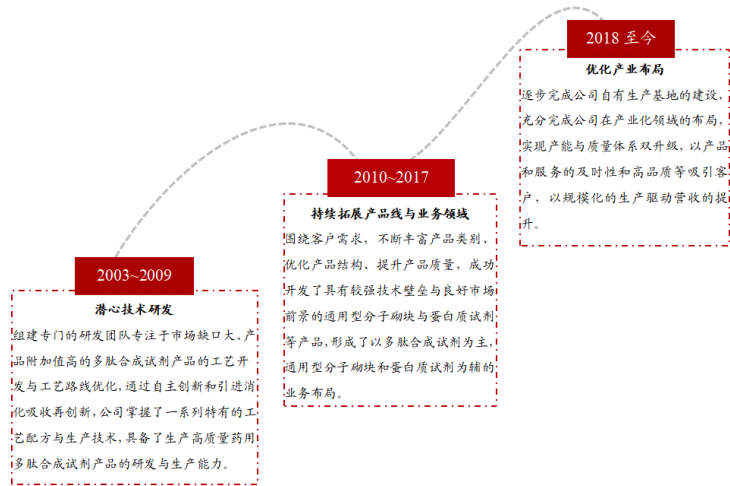 2003~2009
潜心技术研发
组建专门的研发团队专注于市场缺口大、产
品附加值高的多肽合成试剂产品的工艺开
发与工艺路线优化，通过自主创新和引进消
化吸收再创新，公司掌握了一系列特有的工
艺配方与生产技术，具备了生产高质量药用
多肽合成试剂产品的研发与生产能力。
2010~2017
持续拓展产品线与业务领域
围绕客户需求，不断丰富产品类别、
优化产品结构、提升产品质量，成功
开发了具有较强技术壁垒与良好市场
前景的通用型分子砌块与蛋白质试剂
等产品，形成了以多肽合成试剂为主，
通用型分子砌块和蛋白质试剂为辅的
业务布局。
2018 至今
优化产业布局
逐步完成公司自有生产基地的建设，
充分完成公司在产业化领域的布局，
实现产能与质量体系双升级，以产品
和服务的及时性和高品质等吸引客
户，以规模化的生产驱动营收的提
升。